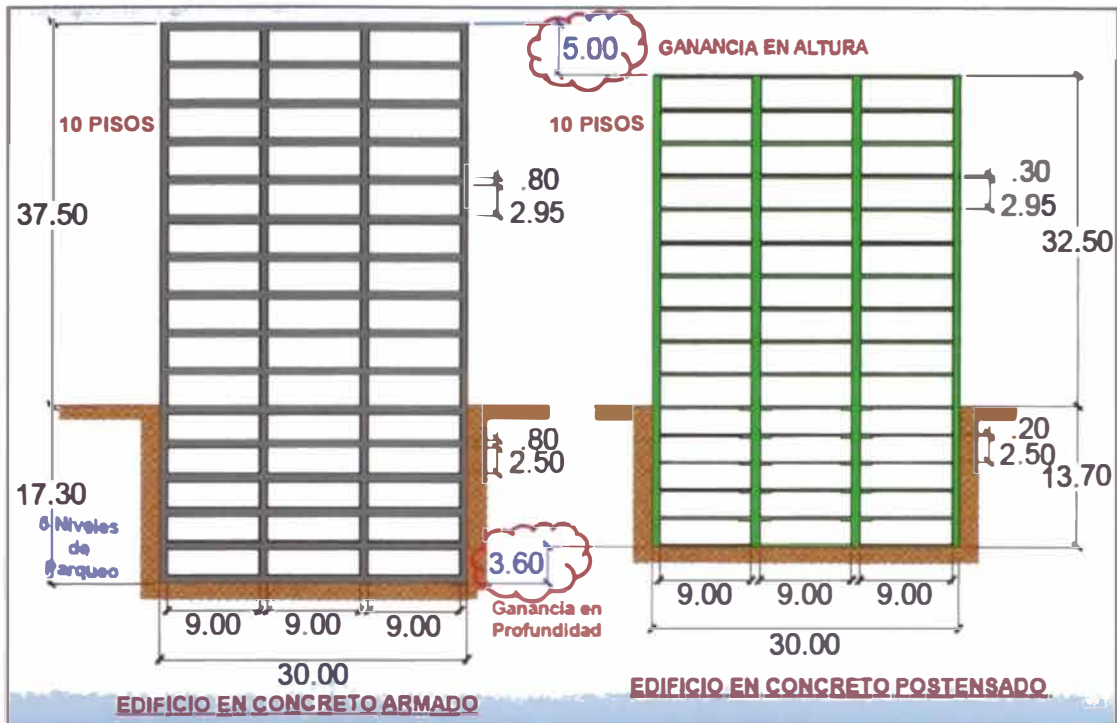 5.00
GANANCIA EN ALTURA
10 PISOS
10 PISOS
37.50
.80
2.95
.30
2.95
32.50
.80
2.50
.20
2.50
13.70
17.30
Niveles
de
Parqueo
3.60
Ganancia en
Profundidad
9.00
9.00
9.00
30.00
9.00
9.00
9.00
30.00
EDIFICIO EN CONCRETO ARMADO
EDIFICIO EN CONCRETO POSTENSADO